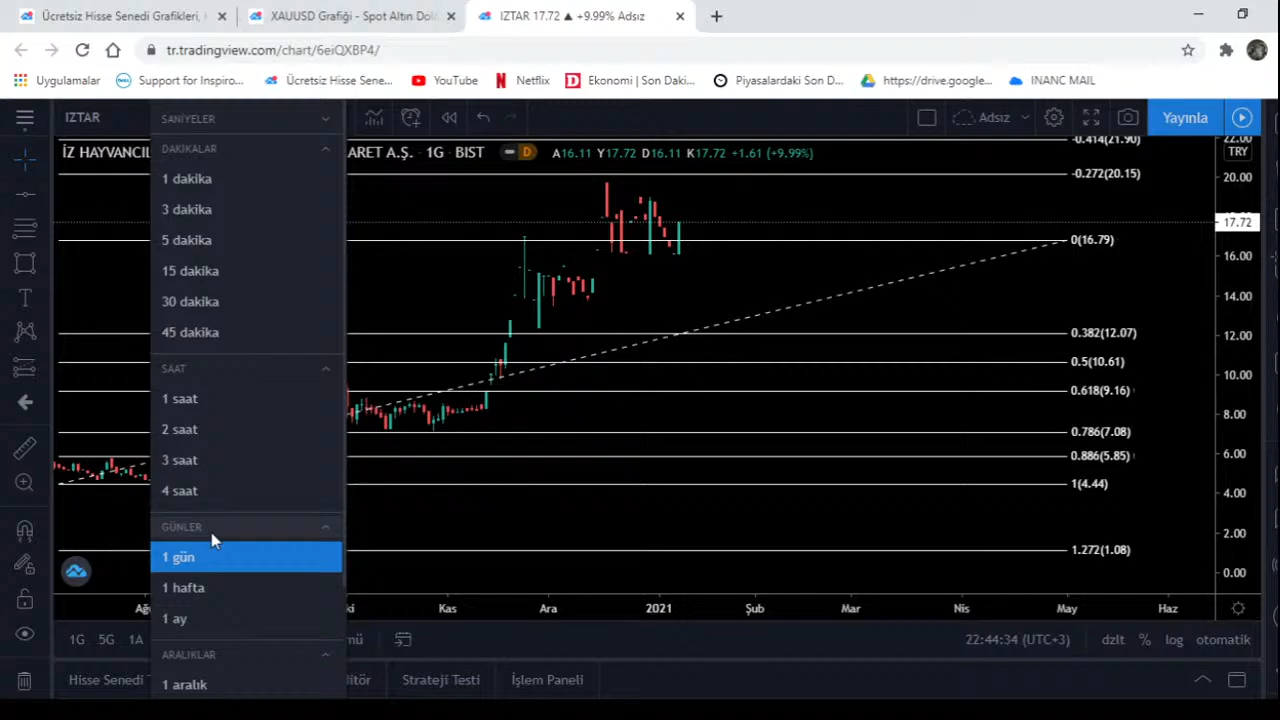 Ücretsiz Hisse Senedi Grafikleri,
XAUUSD Grafiği - Spot Altın Dol
IZTAR 17.72 ▲ +9.99% Adsız
tr.tradingview.com/chart/6eiQXBP4/
Uygulamalar
Support for Inspiro...
Ücretsiz Hisse Sene...
YouTube
Netflix
Ekonomi | Son Daki...
Piyasalardaki Son D...
https://drive.google...
INANC MAIL
IZTAR
SANİYELER
Adsız
Yayınla
İZ HAYVANCIL
ARET A.Ş. · 1G · BIST
D
A16.11 Y17.72 D16.11 K17.72 +1.61 (+9.99%)
DAKİKALAR
1 dakika
3 dakika
5 dakika
15 dakika
30 dakika
45 dakika
SAAT
1 saat
2 saat
3 saat
4 saat
GÜNLER
1 gün
1 hafta
1 ay
ARALIKLAR
1 aralık
-0.414(21.90)
-0.272(20.15)
0(16.79)
0.382(12.07)
0.5(10.61)
0.618(9.16)
0.786(7.08)
0.886(5.85)
1(4.44)
1.272(1.08)
22.00
TRY
20.00
17.72
16.00
14.00
12.00
10.00
8.00
6.00
4.00
2.00
0.00
Ağu
ki
Kas
Ara
2021
Şub
Mar
Nis
May
Haz
1G
5G
1A
mü
22:44:34 (UTC+3)
dzlt
%
log
otomatik
Hisse Senedi T
itör
Strateji Testi
İşlem Paneli